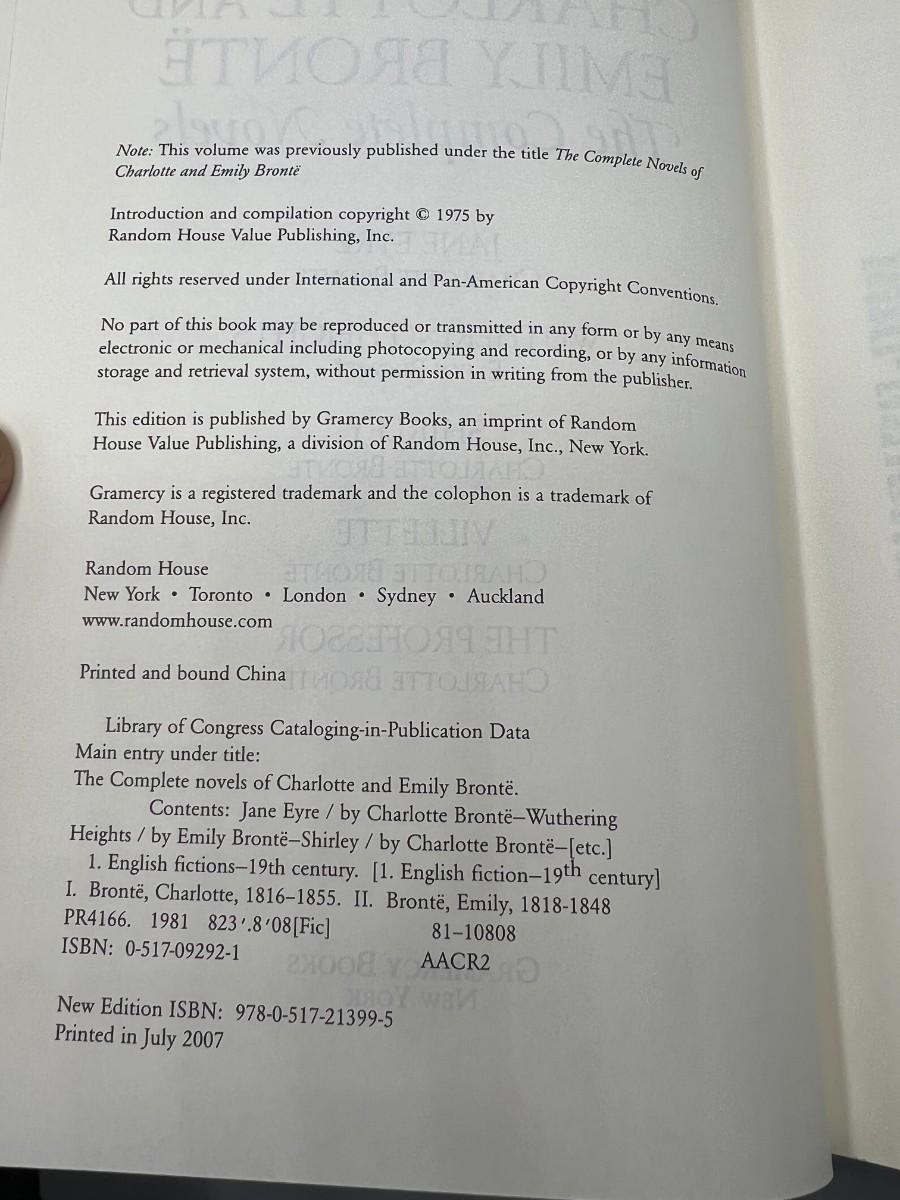 Note: This volume was previously published under the title The Complete Novels of
Charlotte and Emily Brontë
Introduction and compilation copyright © 1975 by
Random House Value Publishing, Inc.
All rights reserved under International and Pan-American Copyright Conventions.
No part of this book may be reproduced or transmitted in any form or by any means
electronic or mechanical including photocopying and recording, or by any information
storage and retrieval system, without permission in writing from the publisher.
This edition is published by Gramercy Books, an imprint of Random
House Value Publishing, a division of Random House, Inc., New York.
Gramercy is a registered trademark and the colophon is a trademark of
Random House, Inc.
Random House
New York • Toronto • London • Sydney • Auckland
www.randomhouse.com
Printed and bound China
Library of Congress Cataloging-in-Publication Data
Main entry under title:
The Complete novels of Charlotte and Emily Brontë.
Contents: Jane Eyre / by Charlotte Brontë–Wuthering
Heights / by Emily Brontë–Shirley / by Charlotte Brontë–[etc.]
1. English fictions–19th century. [1. English fiction–19th century]
I. Brontë, Charlotte, 1816–1855. II. Brontë, Emily, 1818-1848
PR4166. 1981 823′.8′08[Fic] 81–10808
ISBN: 0-517-09292-1 AACR2
New Edition ISBN: 978-0-517-21399-5
Printed in July 2007